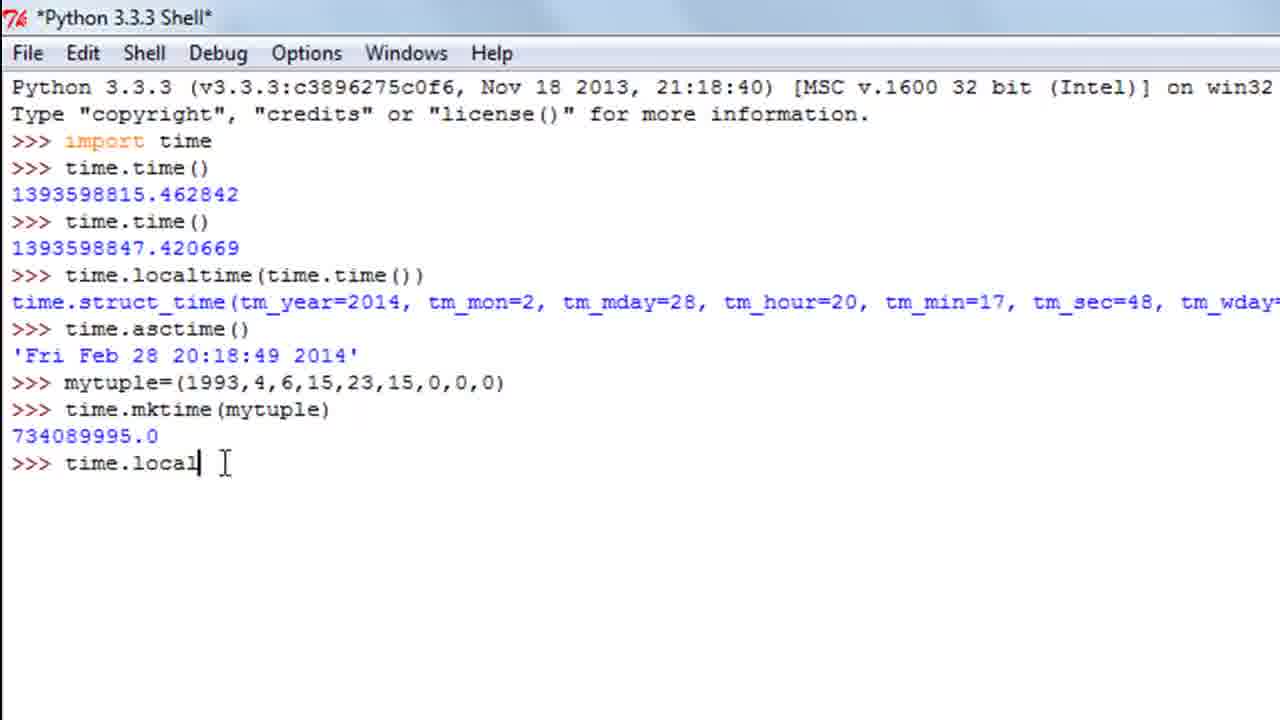 *Python 3.3.3 Shell*
File Edit Shell Debug Options Windows Help
Python 3.3.3 (v3.3.3:c3896275c0f6, Nov 18 2013, 21:18:40) [MSC v.1600 32 bit (Intel)] on win32
Type "copyright", "credits" or "license()" for more information.
>>> import time
>>> time.time()
1393598815.462842
>>> time.time()
1393598847.420669
>>> time.localtime(time.time())
time.struct_time(tm_year=2014, tm_mon=2, tm_mday=28, tm_hour=20, tm_min=17, tm_sec=48, tm_wday=
>>> time.asctime()
'Fri Feb 28 20:18:49 2014'
>>> mytuple=(1993,4,6,15,23,15,0,0,0)
>>> time.mktime(mytuple)
734089995.0
>>> time.local